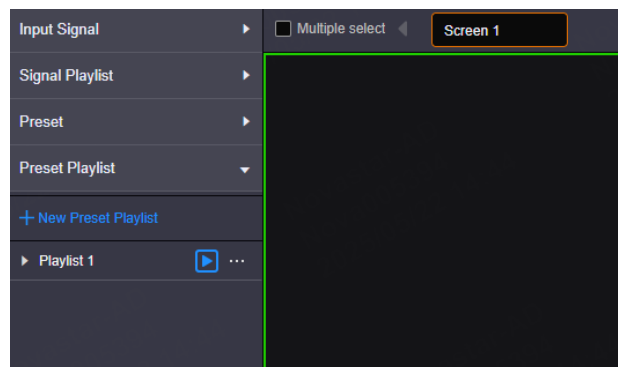 Input Signal
Multiple select
Screen 1
Signal Playlist
Preset
Preset Playlist
New Preset Playlist
Playlist 1